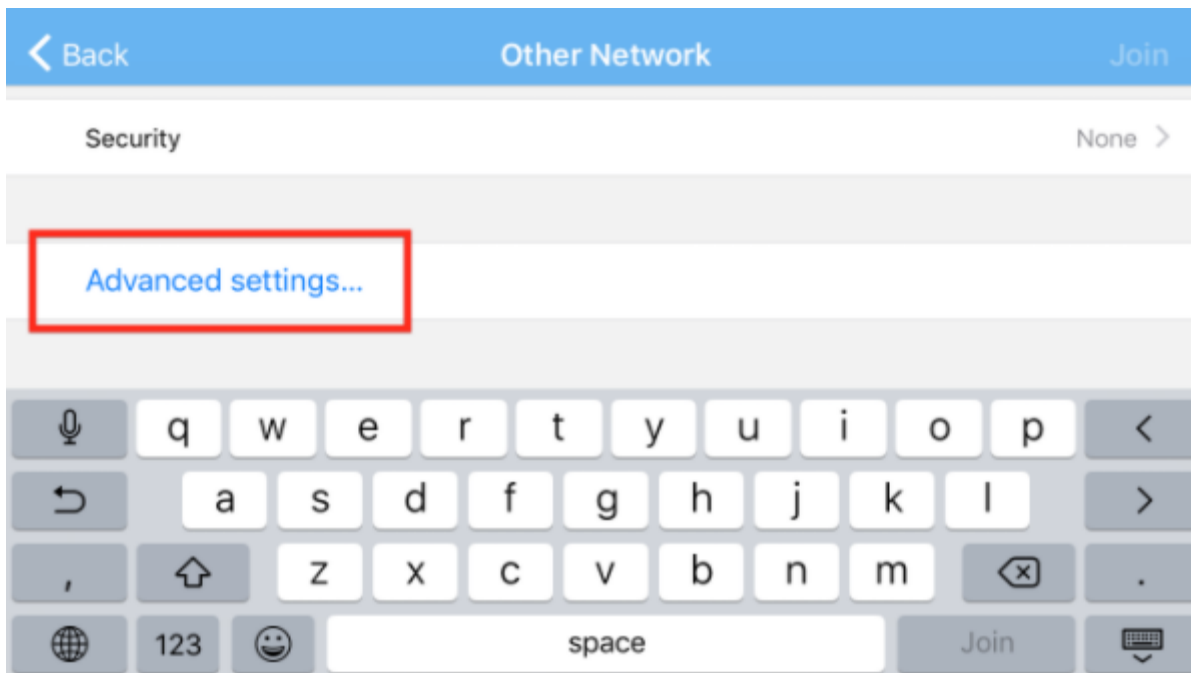 Back Other Network Join
Security None
Advanced settings...
q w e r t y u i o p
a s d f g h j k l
, z x c v b n m .
123 space Join